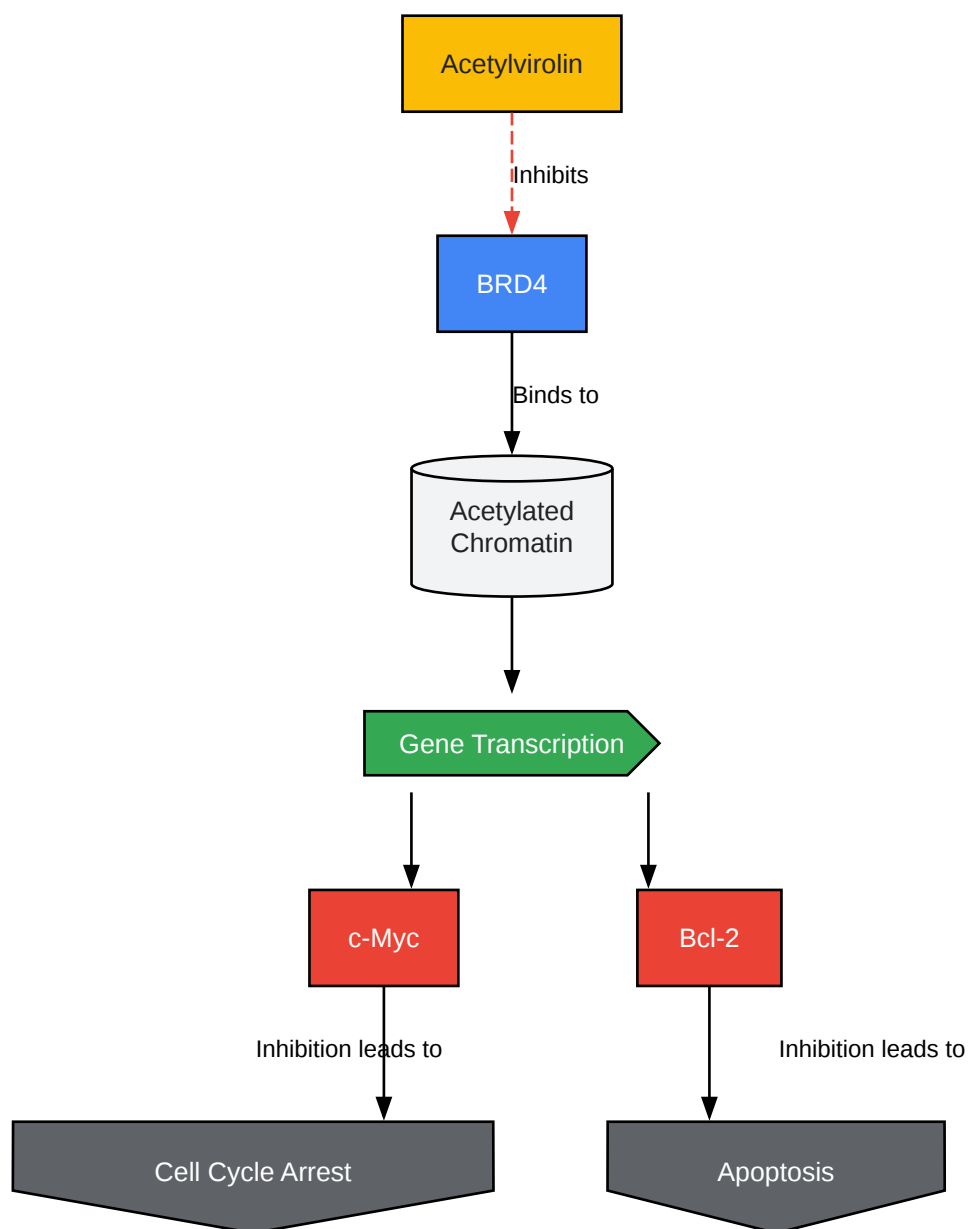 Acetylvirolin
Inhibits
BRD4
Binds to
Acetylated
Chromatin
Gene Transcription
c-Myc
Bcl-2
Inhibition leads to
Inhibition leads to
Cell Cycle Arrest
Apoptosis